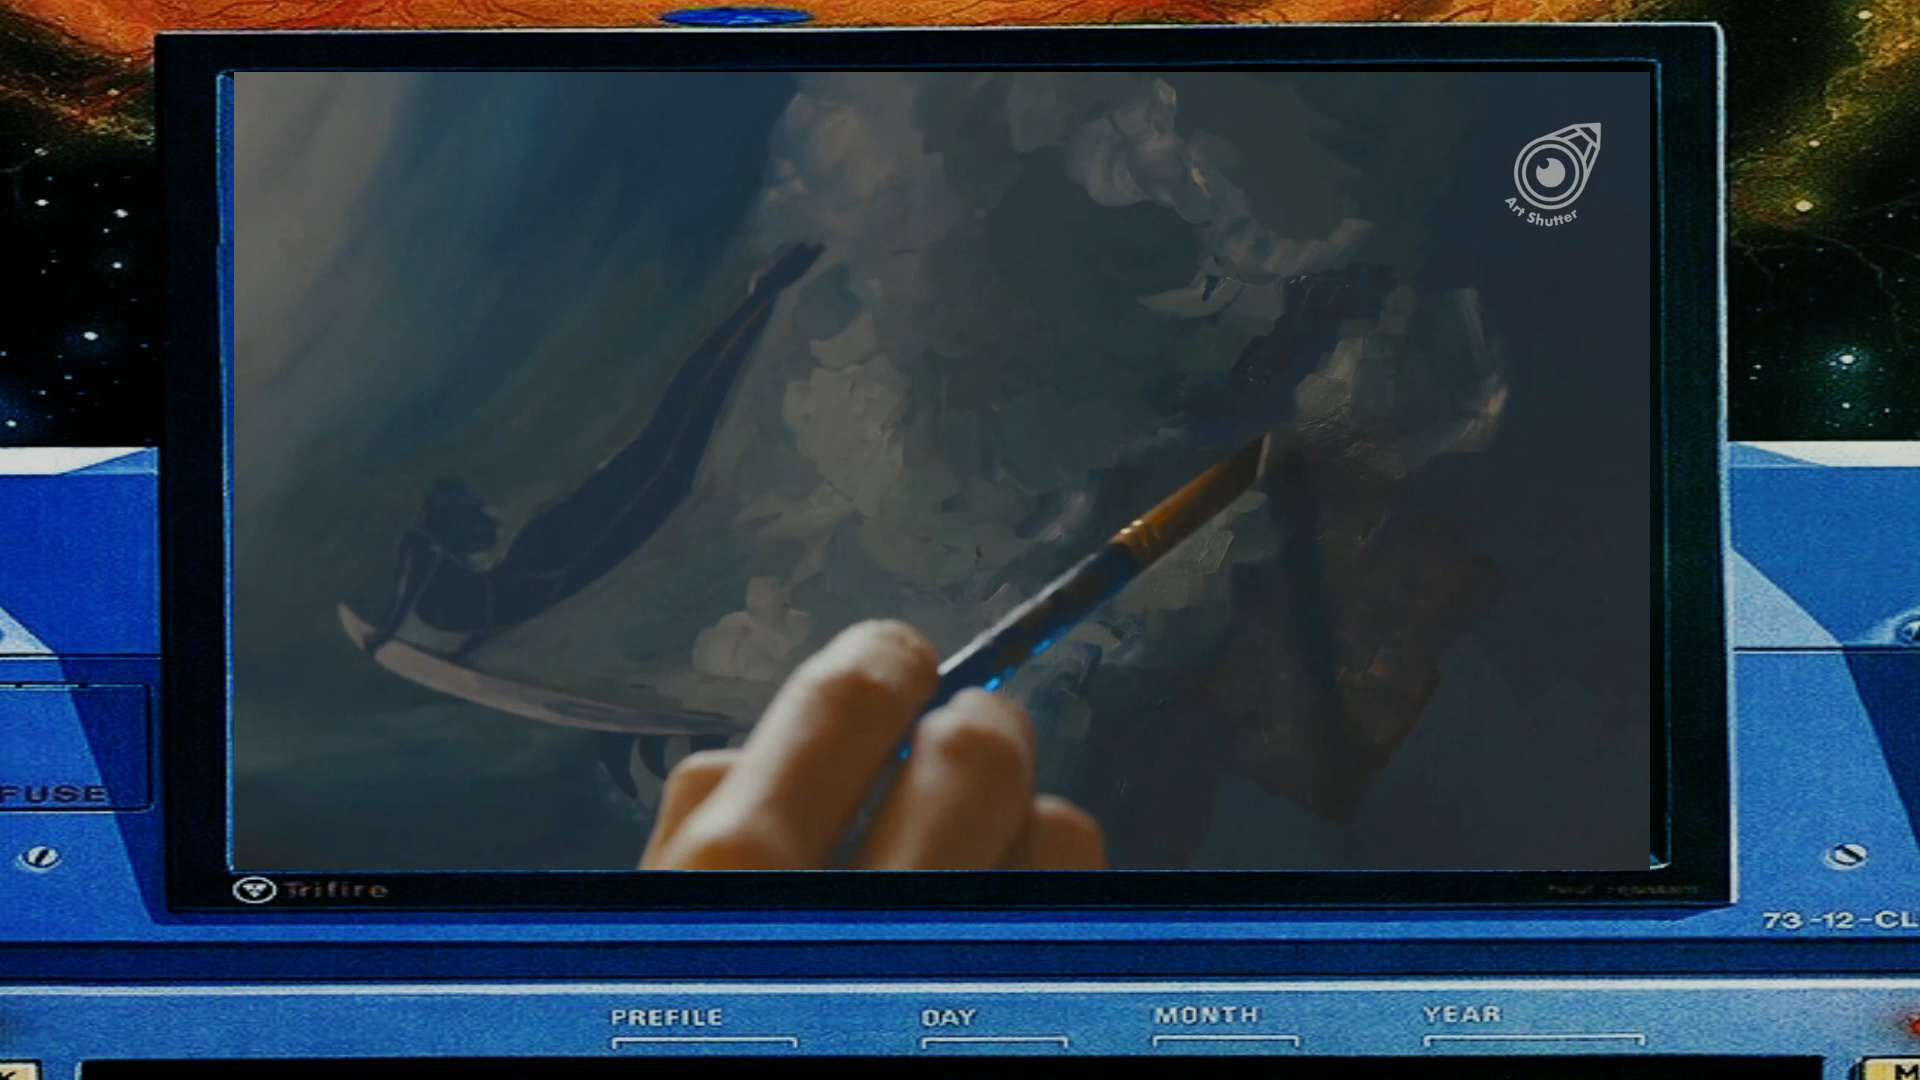 Art Shutter
FUSE
Trifire
73-12-CL
PREFILE
DAY
MONTH
YEAR